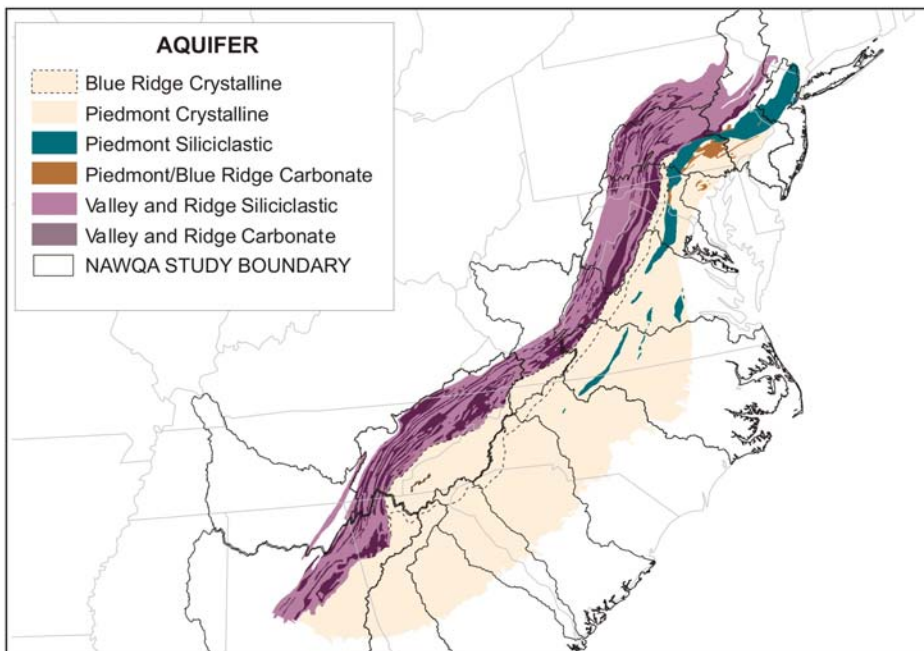 AQUIFER
Blue Ridge Crystalline
Piedmont Crystalline
Piedmont Siliciclastic
Piedmont/Blue Ridge Carbonate
Valley and Ridge Siliciclastic
Valley and Ridge Carbonate
NAWQA STUDY BOUNDARY